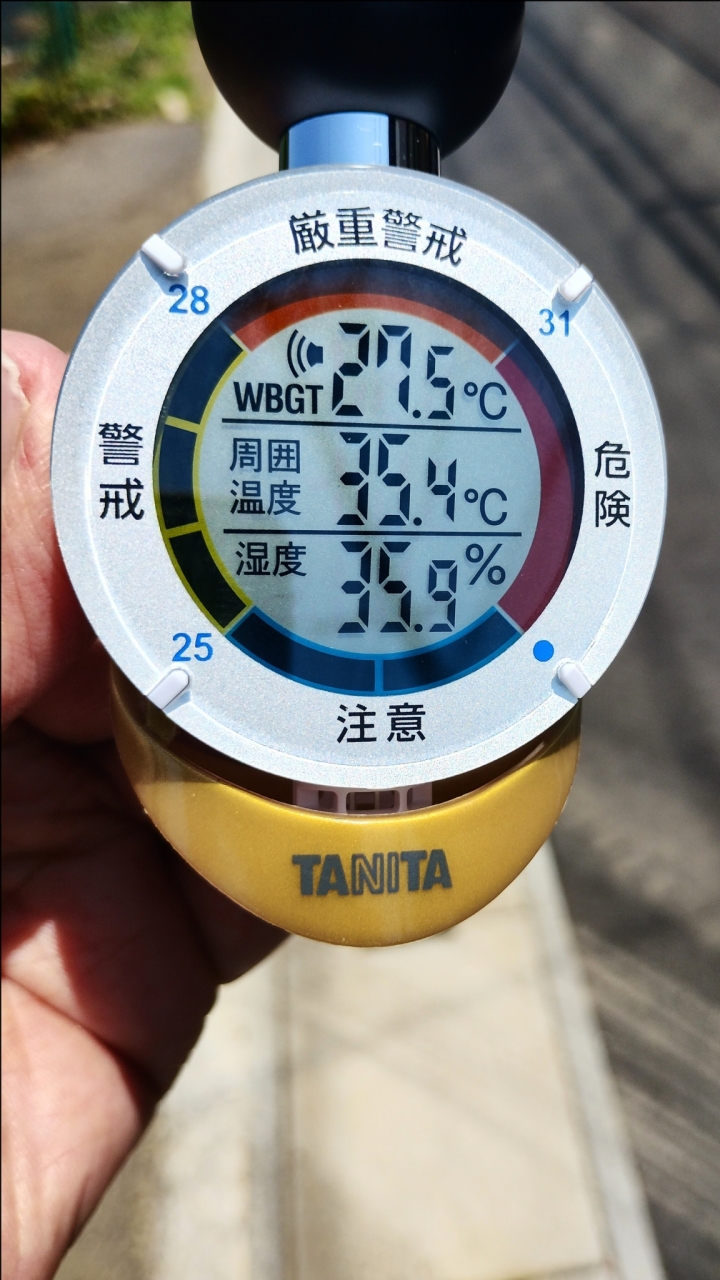 厳重警戒
28
31
WBGT 27.5℃
周囲温度 35.4℃
湿度 35.9%
警戒
危険
25
注意
TANITA